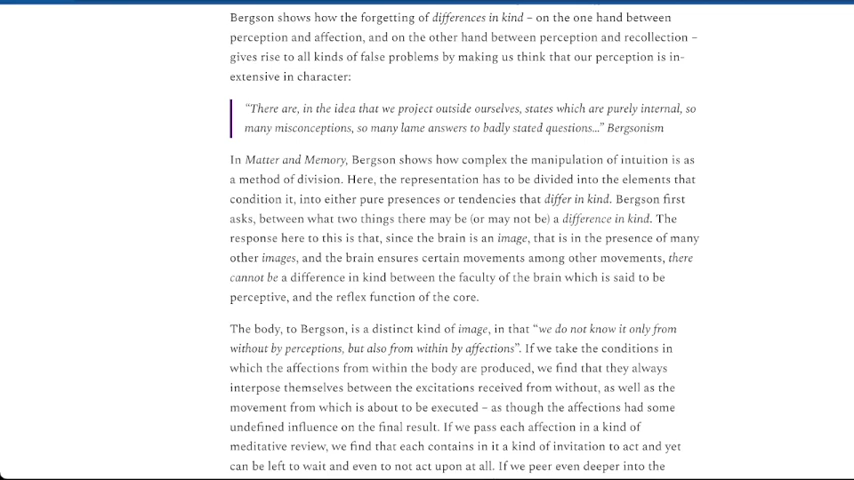 Bergson shows how the forgetting of differences in kind – on the one hand between
perception and affection, and on the other hand between perception and recollection –
gives rise to all kinds of false problems by making us think that our perception is in-
extensive in character:
“There are, in the idea that we project outside ourselves, states which are purely internal, so
many misconceptions, so many lame answers to badly stated questions…” Bergsonism
In Matter and Memory, Bergson shows how complex the manipulation of intuition is as
a method of division. Here, the representation has to be divided into the elements that
condition it, into either pure presences or tendencies that differ in kind. Bergson first
asks, between what two things there may be (or may not be) a difference in kind. The
response here to this is that, since the brain is an image, that is in the presence of many
other images, and the brain ensures certain movements among other movements, there
cannot be a difference in kind between the faculty of the brain which is said to be
perceptive, and the reflex function of the core.
The body, to Bergson, is a distinct kind of image, in that “we do not know it only from
without by perceptions, but also from within by affections”. If we take the conditions in
which the affections from within the body are produced, we find that they always
interpose themselves between the excitations received from without, as well as the
movement from which is about to be executed – as though the affections had some
undefined influence on the final result. If we pass each affection in a kind of
meditative review, we find that each contains in it a kind of invitation to act and yet
can be left to wait and even to not act upon at all. If we peer even deeper into the